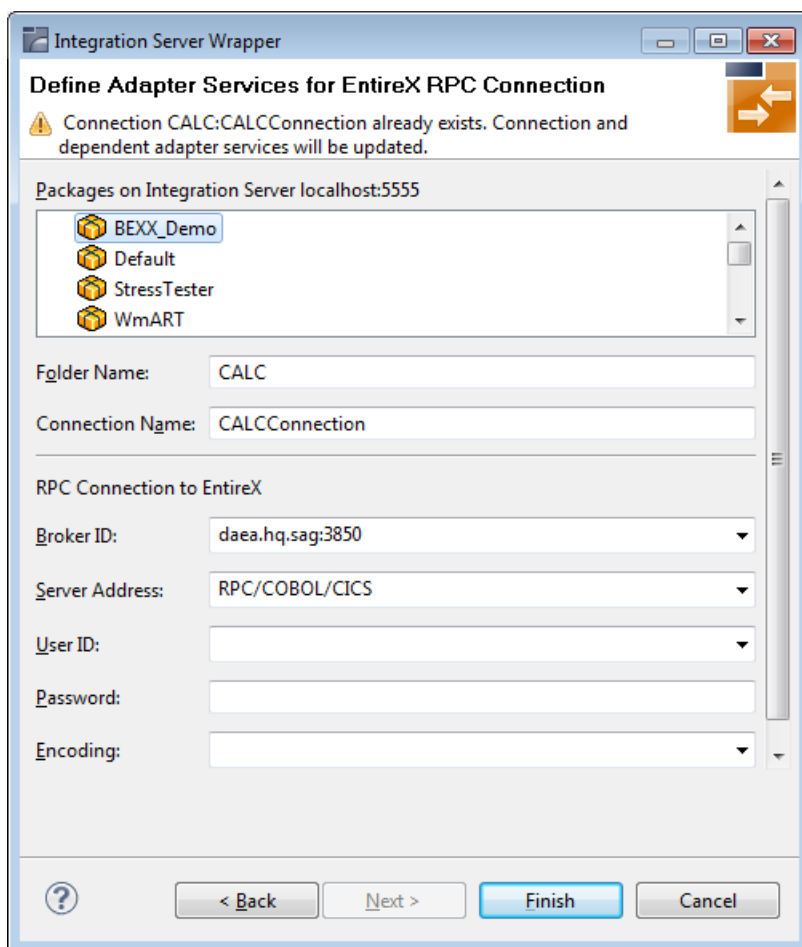 Integration Server Wrapper
Define Adapter Services for EntireX RPC Connection
Connection CALC:CALCConnection already exists. Connection and
dependent adapter services will be updated.
Packages on Integration Server localhost:5555
BEXX_Demo
Default
StressTester
WmART
Folder Name: CALC
Connection Name: CALCConnection
RPC Connection to EntireX
Broker ID: daea.hq.sag:3850
Server Address: RPC/COBOL/CICS
User ID:
Password:
Encoding:
? < Back Next > Finish Cancel